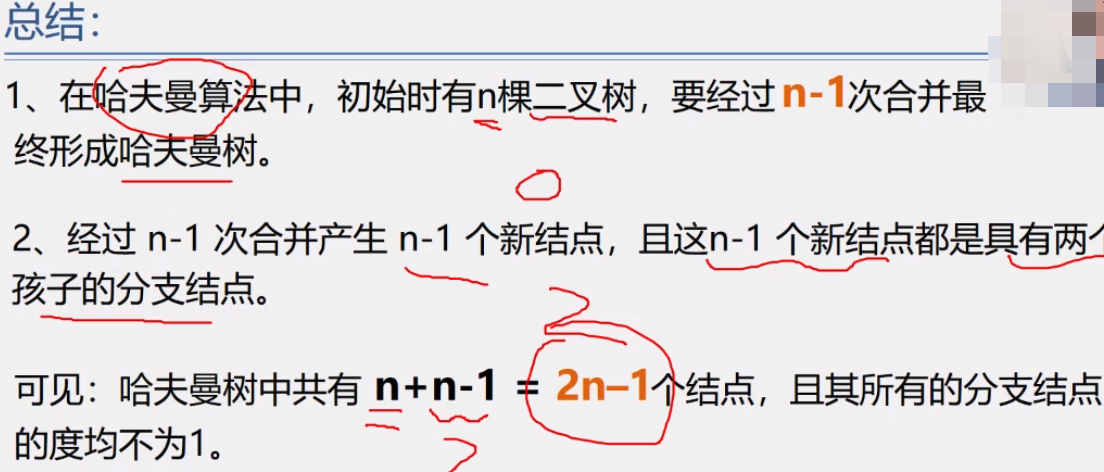 总结：
1、在哈夫曼算法中，初始时有n棵二叉树，要经过n-1次合并最
终形成哈夫曼树。
0
2、经过 n-1 次合并产生 n-1 个新结点，且这n-1 个新结点都是具有两个
孩子的分支结点。
2
可见：哈夫曼树中共有 n+n-1 = 2n–1个结点，且其所有的分支结点
的度均不为1。
2